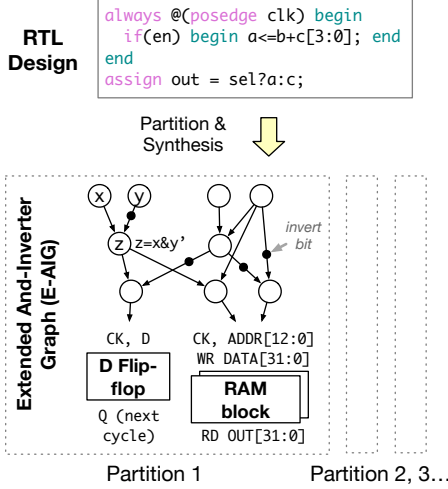 RTL
Design
always @(posedge clk) begin
if(en) begin a<=b+c[3:0]; end
end
assign out = sel?a:c;
Partition &
Synthesis
Extended And-Inverter
Graph (E-AIG)
x
y
z
z=x&y’
invert
bit
CK, D
D Flip-
flop
Q (next
cycle)
CK, ADDR[12:0]
WR DATA[31:0]
RAM
block
RD OUT[31:0]
Partition 1
Partition 2, 3...